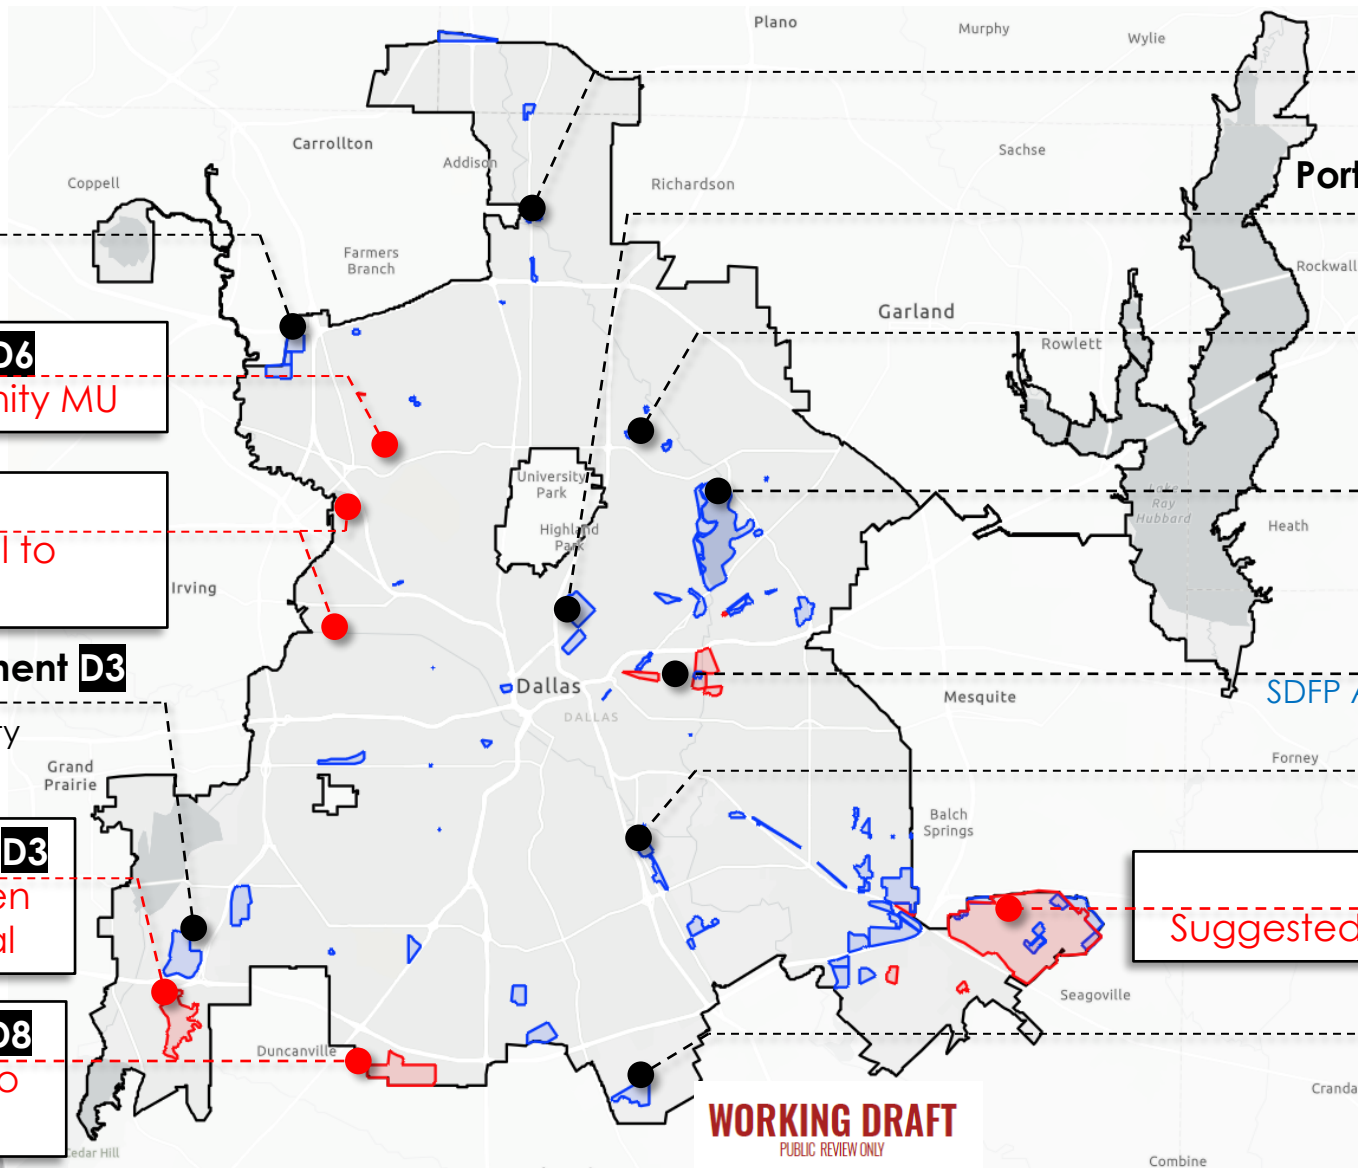 Plano
Murphy
Wylie
Carrollton
Addison
Sachse
Coppell
Richardson
Port
Farmers
Branch
Rockwall
Garland
Rowlett
D6
nity MU
University
Park
Highland
Park
Lake
Ray
Hubbard
Heath
l to
Irving
ment D3
Dallas
DALLAS
Mesquite
SDFP
ry
Forney
Grand
Prairie
Balch
Springs
D3
en
al
Suggested
Seagoville
D8
o
Duncanville
Cranda
WORKING DRAFT
PUBLIC REVIEW ONLY
edar Hill
Combine